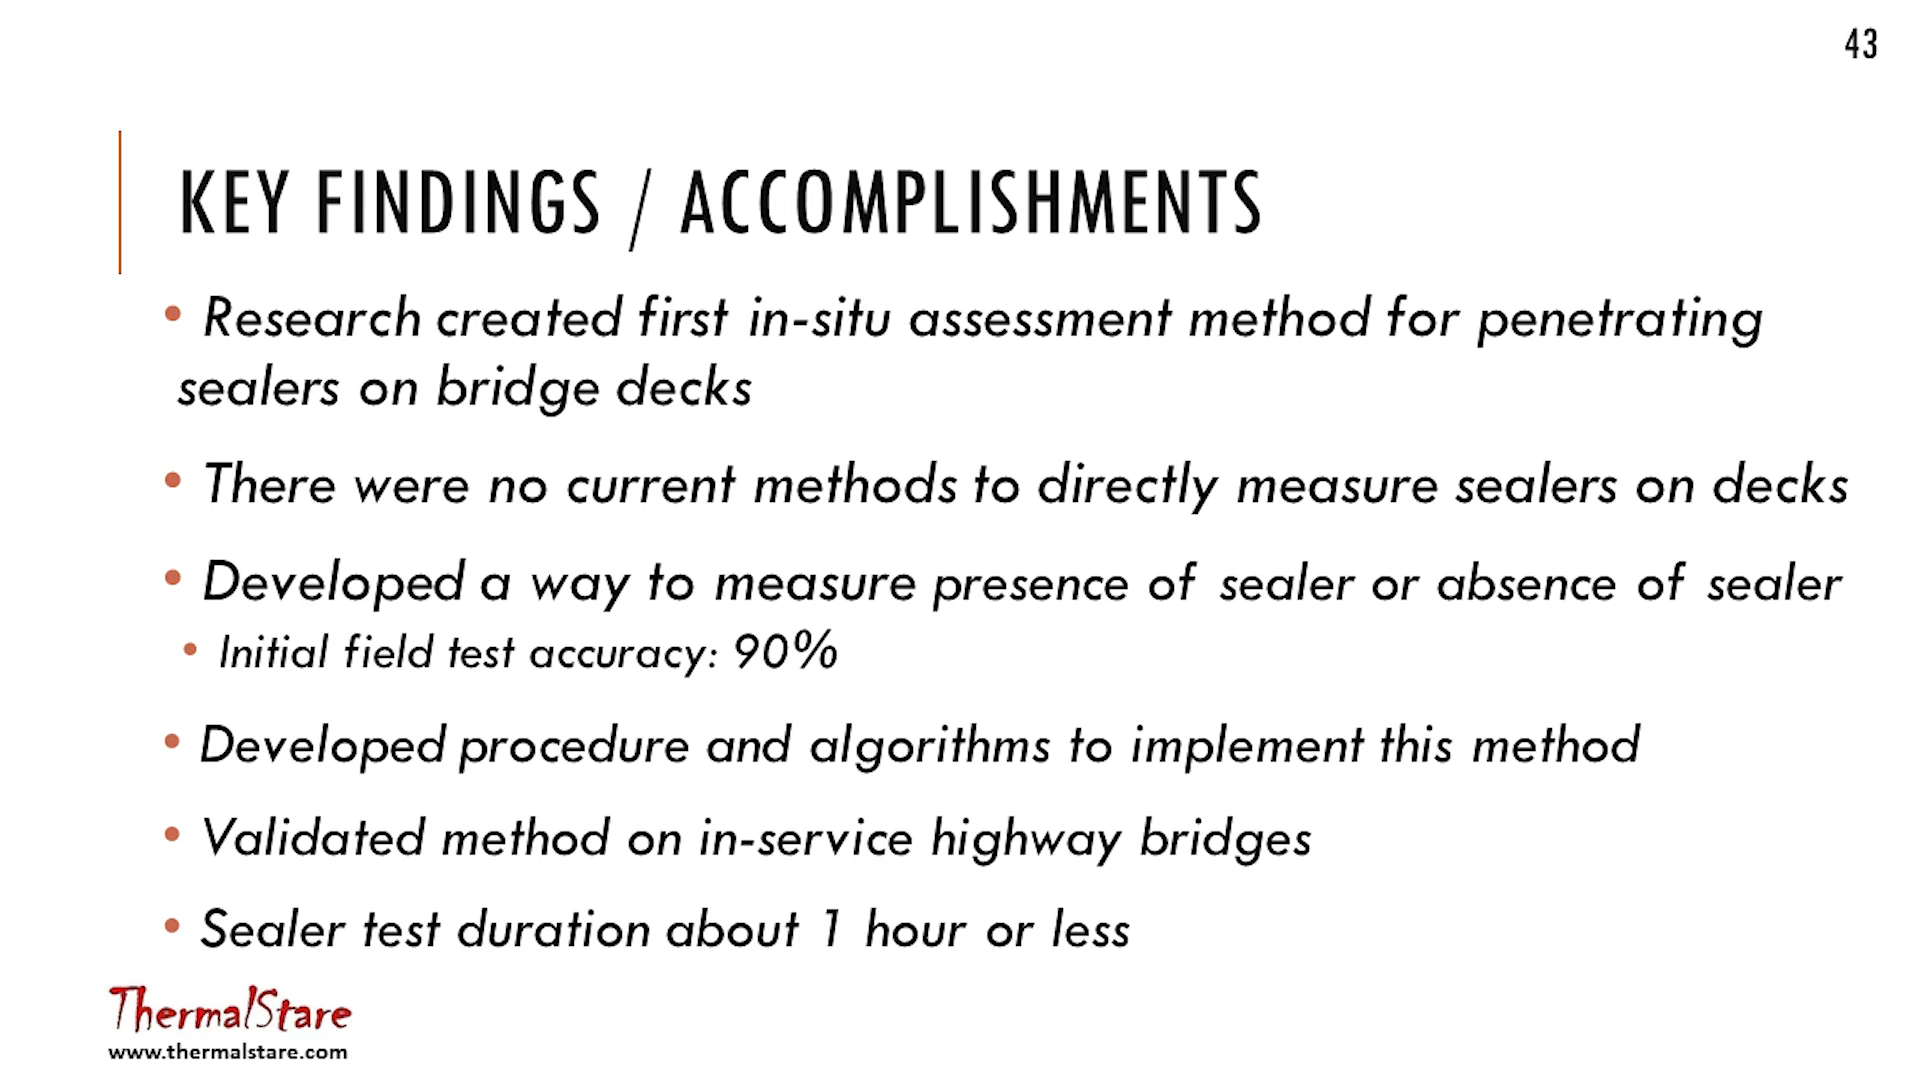 43
KEY FINDINGS / ACCOMPLISHMENTS
• Research created first in-situ assessment method for penetrating
sealers on bridge decks
• There were no current methods to directly measure sealers on decks
• Developed a way to measure presence of sealer or absence of sealer
• Initial field test accuracy: 90%
• Developed procedure and algorithms to implement this method
• Validated method on in-service highway bridges
• Sealer test duration about 1 hour or less
ThermalStare
www.thermalstare.com